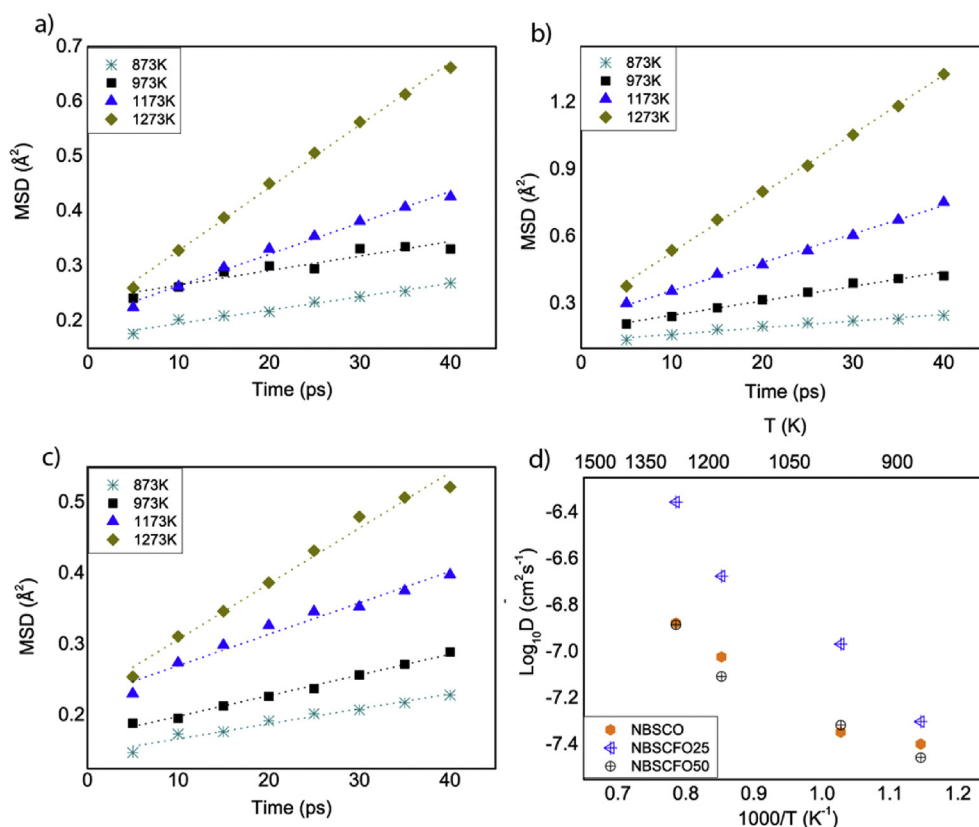 a)
0.7
0.6
0.5
0.4
0.3
0.2
MSD (Å²)
873K
973K
1173K
1273K
0 10 20 30 40
Time (ps)
b)
1.2
0.9
0.6
0.3
MSD (Å²)
873K
973K
1173K
1273K
0 10 20 30 40
Time (ps)
c)
0.5
0.4
0.3
0.2
MSD (Å²)
873K
973K
1173K
1273K
0 10 20 30 40
Time (ps)
T (K)
d)
1500 1350 1200 1050 900
-6.4
-6.6
-6.8
-7.0
-7.2
-7.4
Log₁₀D (cm²s⁻¹)
NBSCO
NBSCFO25
NBSCFO50
0.7 0.8 0.9 1.0 1.1 1.2
1000/T (K⁻¹)